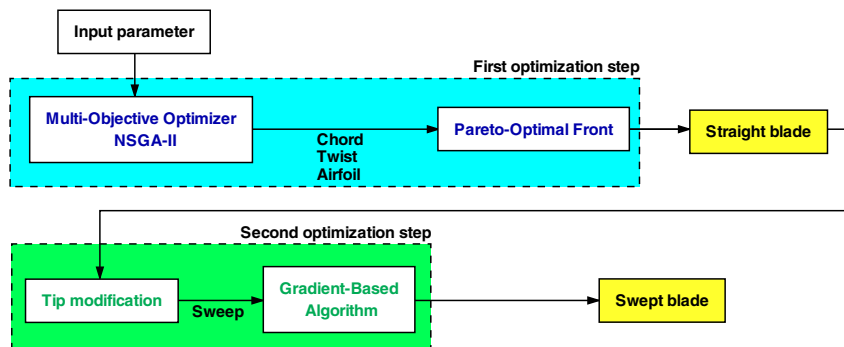 Input parameter
First optimization step
Multi-Objective Optimizer
NSGA-II
Chord
Twist
Airfoil
Pareto-Optimal Front
Straight blade
Second optimization step
Tip modification
Sweep
Gradient-Based
Algorithm
Swept blade